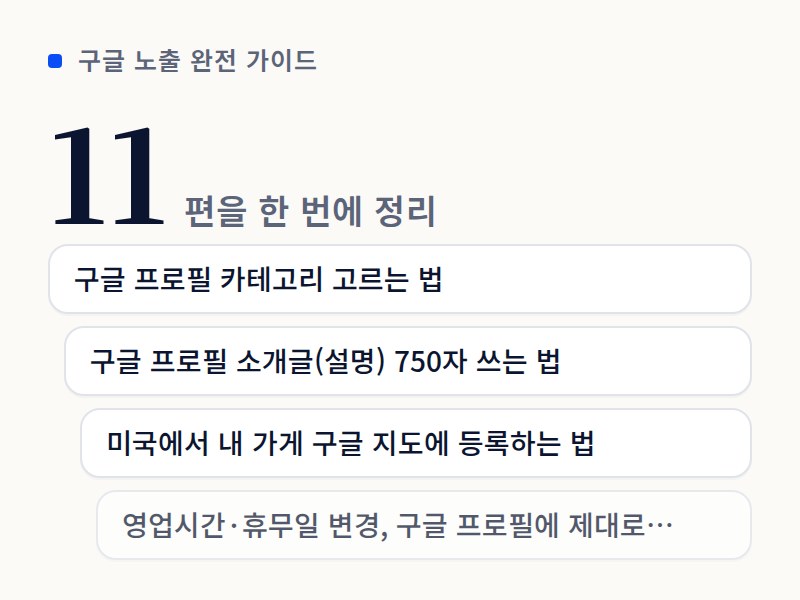 구글 노출 완전 가이드
11 편을 한 번에 정리
구글 프로필 카테고리 고르는 법
구글 프로필 소개글(설명) 750자 쓰는 법
미국에서 내 가게 구글 지도에 등록하는 법
영업시간·휴무일 변경, 구글 프로필에 제대로…